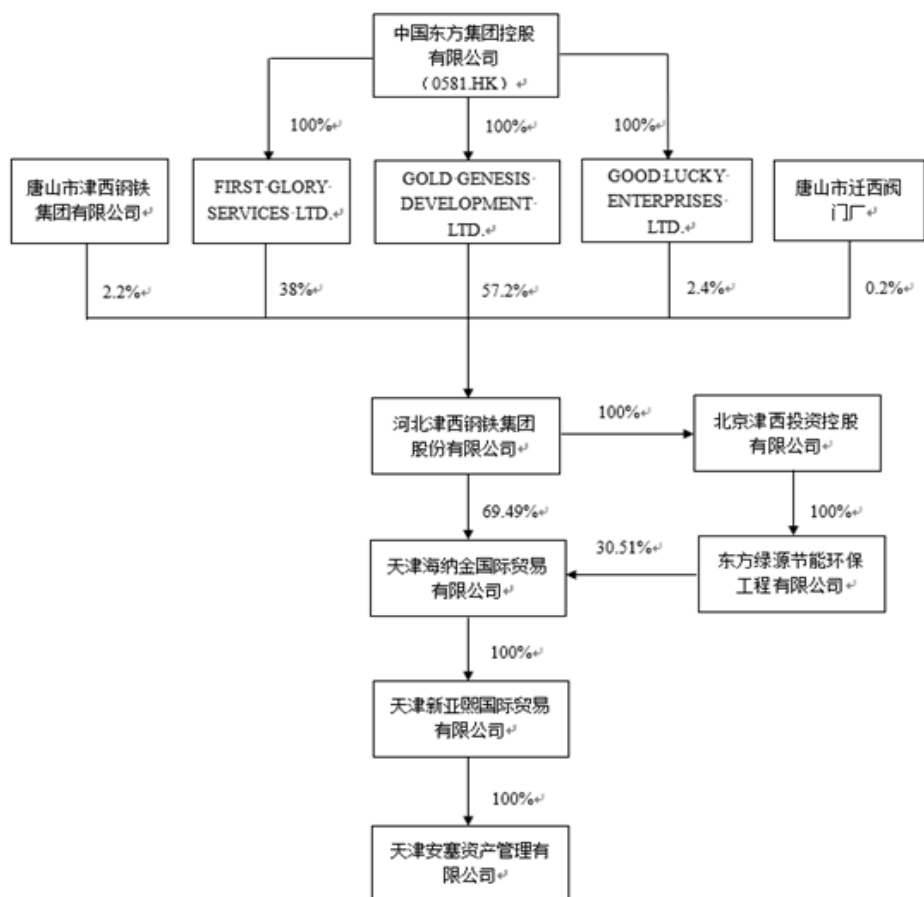 中国东方集团控股
有限公司
（0581.HK）↵
100%↵
100%↵
100%↵
唐山市津西钢铁
集团有限公司↵
FIRST·GLORY·
SERVICES·LTD.↵
GOLD·GENESIS·
DEVELOPMENT·
LTD.↵
GOOD·LUCKY·
ENTERPRISES·
LTD.↵
唐山市迁西阀
门厂↵
2.2%↵
38%↵
57.2%↵
2.4%↵
0.2%↵
河北津西钢铁集团
股份有限公司↵
100%↵
北京津西投资控股
有限公司↵
69.49%↵
100%↵
天津海纳金国际贸易
有限公司↵
30.51%↵
东方绿源节能环保
工程有限公司↵
100%↵
天津新亚熙国际贸易
有限公司↵
100%↵
天津安塞资产管理有
限公司↵